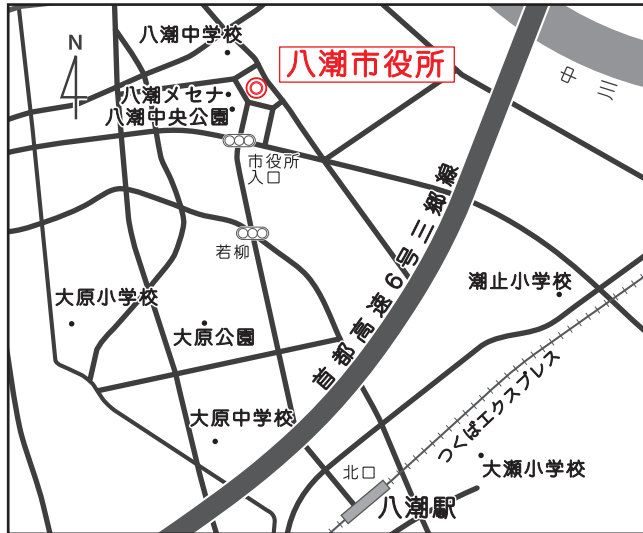 八潮中学校
N
八潮市役所
八潮メセナ
八潮中央公園
中
三
市役所
入口
首都高速6号三郷線
若柳
潮止小学校
大原小学校
大原公園
つくばエクスプレス
大原中学校
北口
大瀬小学校
八潮駅